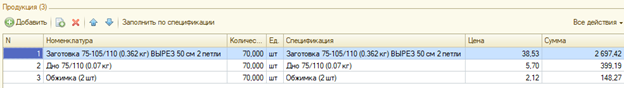 Продукция (3)
Добавить Заполнить по спецификации Все действия
N Номенклатура Количес... Ед. Спецификация Цена Сумма
1 Заготовка 75-105/110 (0.362 кг) ВЫРЕЗ 50 см 2 петли 70,000 шт Заготовка 75-105/110 (0.362 кг) ВЫРЕЗ 50 см 2 петли 38,53 2 697,42
2 Дно 75/110 (0.07 кг) 70,000 шт Дно 75/110 (0.07 кг) 5,70 399,19
3 Обжимка (2 шт) 70,000 шт Обжимка (2 шт) 2,12 148,27